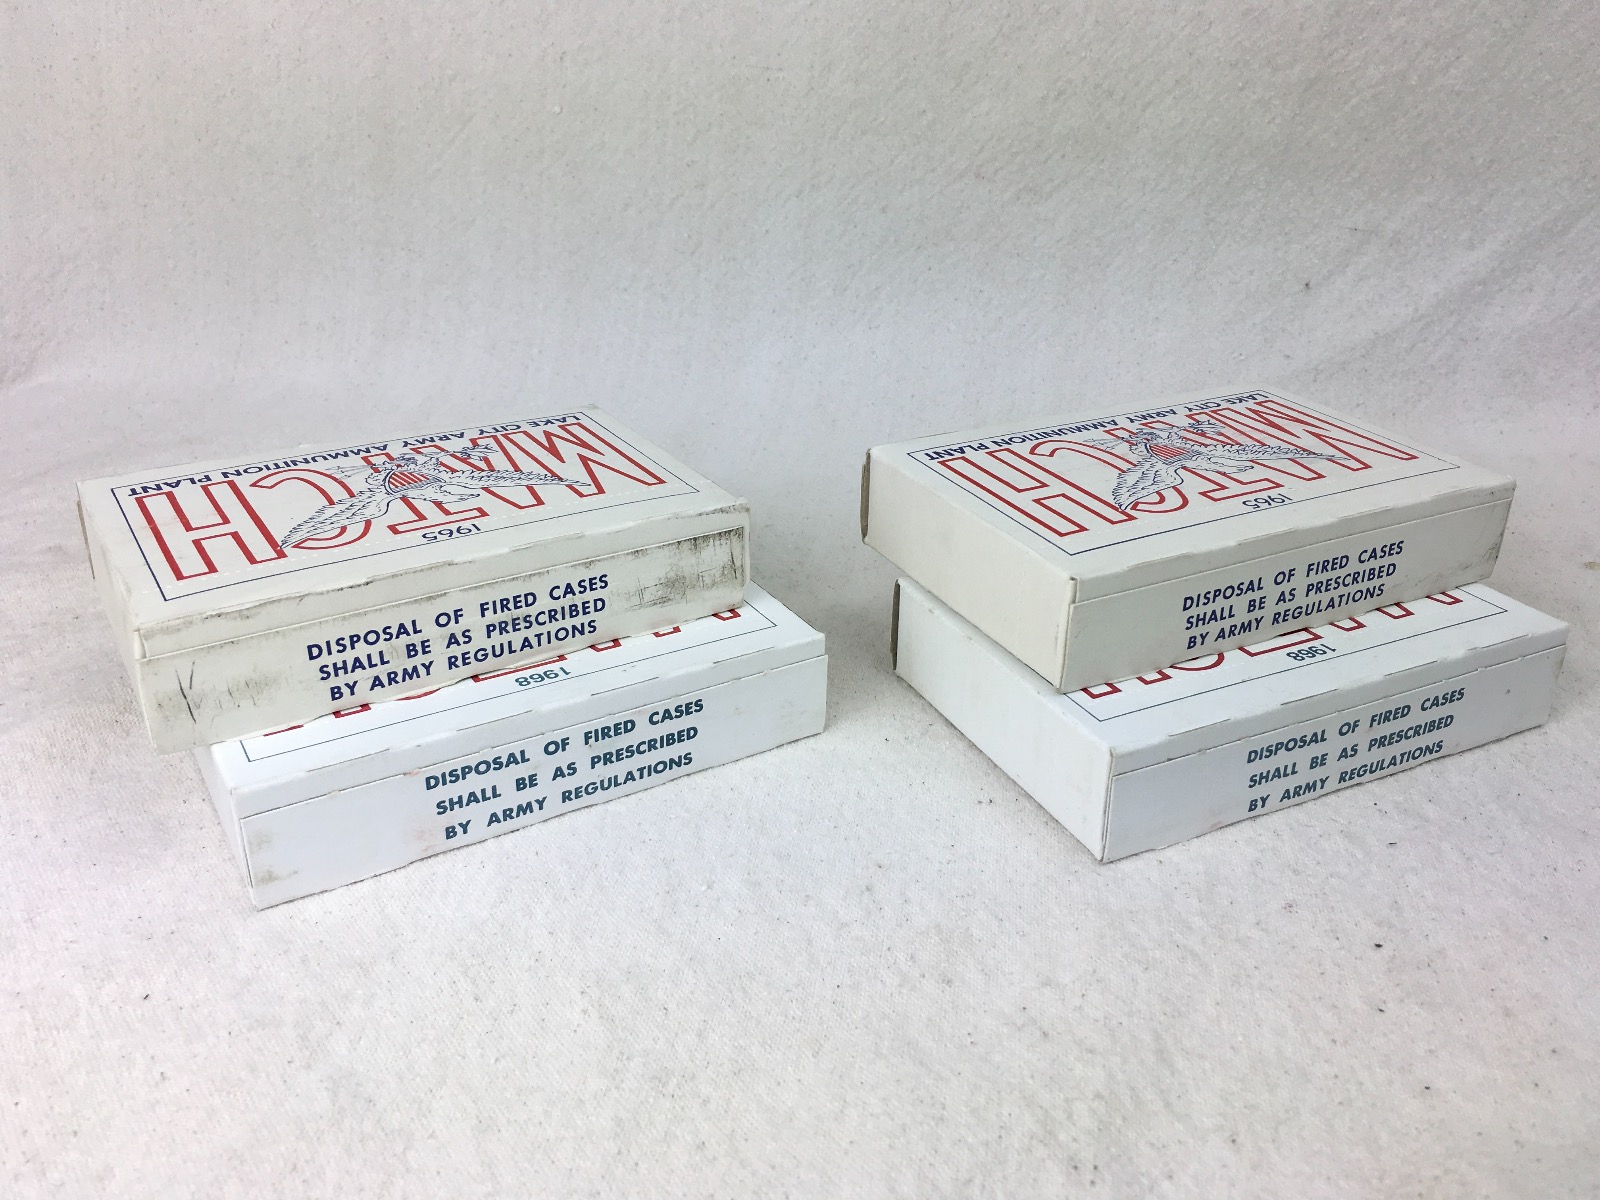 LAKE CITY ARMY AMMUNITION PLANT
MATCH
1965
DISPOSAL OF FIRED CASES
SHALL BE AS PRESCRIBED
BY ARMY REGULATIONS
1968
DISPOSAL OF FIRED CASES
SHALL BE AS PRESCRIBED
BY ARMY REGULATIONS
LAKE CITY ARMY AMMUNITION PLANT
MATCH
1965
DISPOSAL OF FIRED CASES
SHALL BE AS PRESCRIBED
BY ARMY REGULATIONS
1968
DISPOSAL OF FIRED CASES
SHALL BE AS PRESCRIBED
BY ARMY REGULATIONS